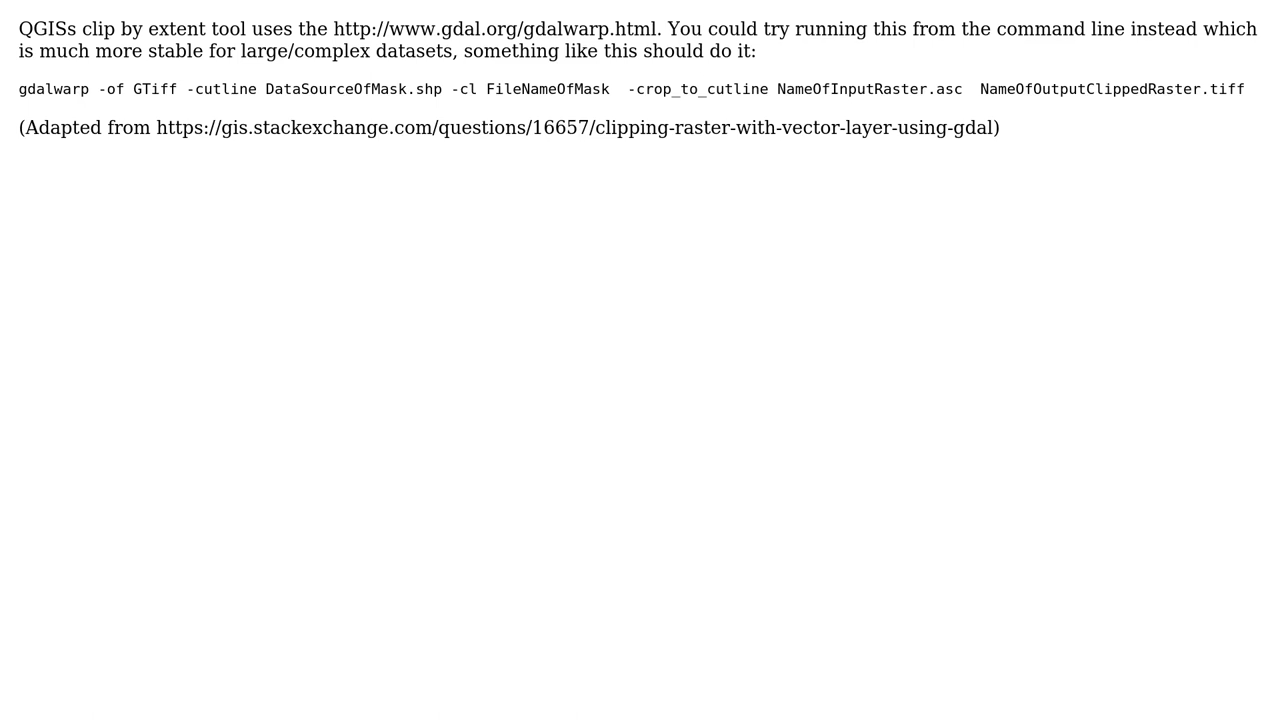 QGISs clip by extent tool uses the http://www.gdal.org/gdalwarp.html. You could try running this from the command line instead which
is much more stable for large/complex datasets, something like this should do it:
gdalwarp -of GTiff -cutline DataSourceOfMask.shp -cl FileNameOfMask  -crop_to_cutline NameOfInputRaster.asc  NameOfOutputClippedRaster.tiff
(Adapted from https://gis.stackexchange.com/questions/16657/clipping-raster-with-vector-layer-using-gdal)